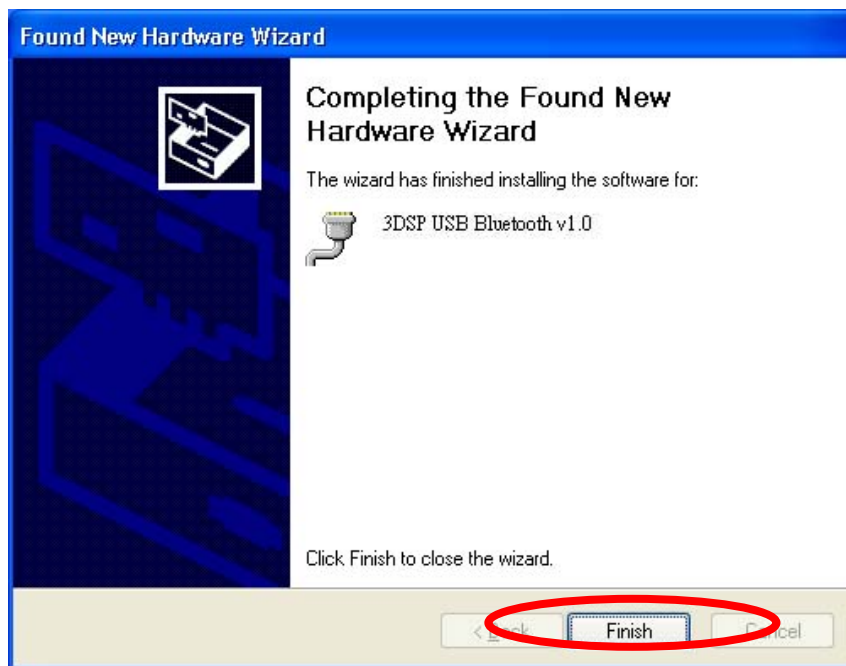 Found New Hardware Wizard
Completing the Found New
Hardware Wizard
The wizard has finished installing the software for:
3DSP USB Bluetooth v1.0
Click Finish to close the wizard.
< Back Finish Cancel